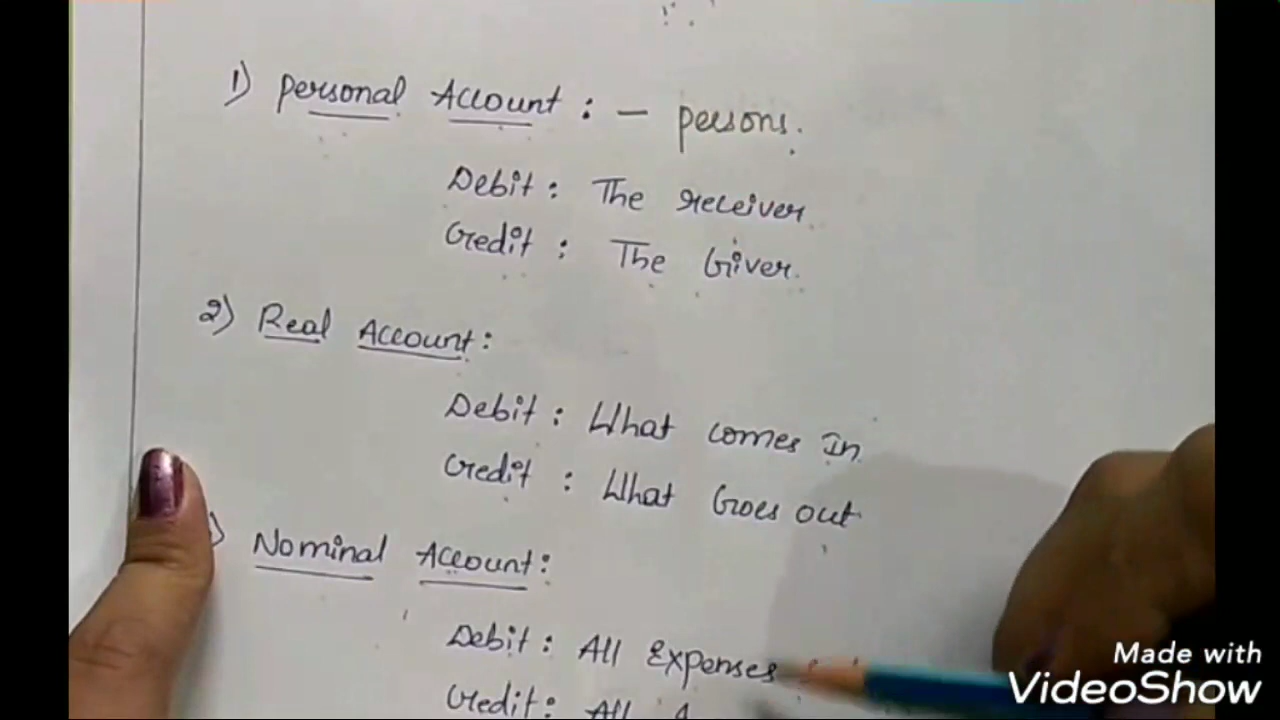 1) Personal Account : – persons.
Debit : The receiver.
Credit : The Giver.
2) Real Account :
Debit : What comes In
Credit : What Goes out
) Nominal Account :
Debit : All Expenses
Credit : All
Made with
VideoShow